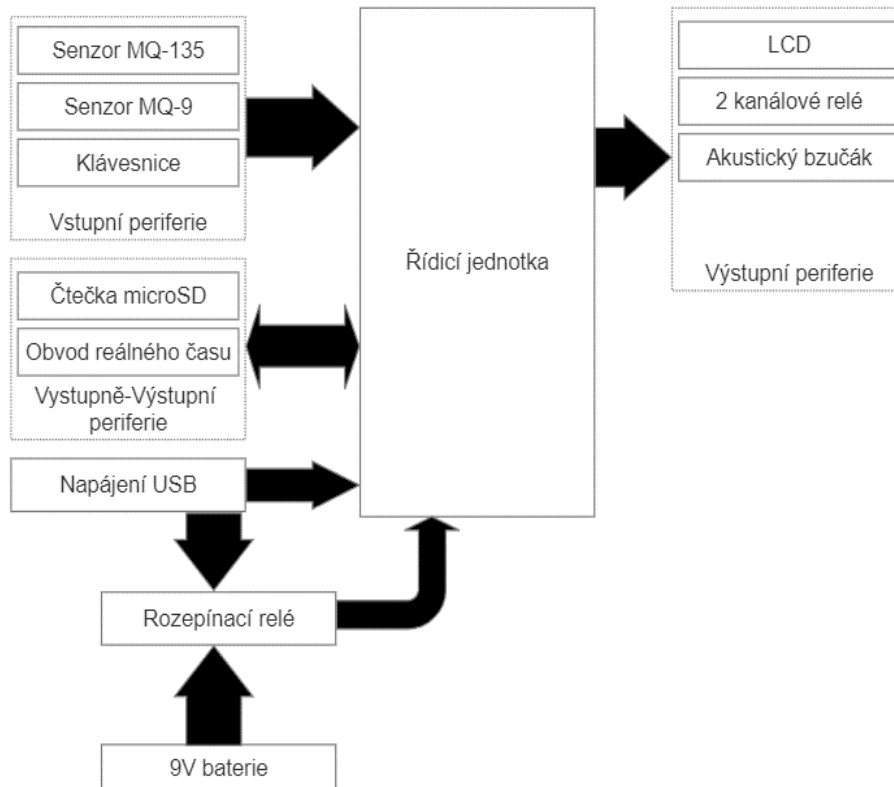 Senzor MQ-135
Senzor MQ-9
Klávesnice
Vstupní periferie
Čtečka microSD
Obvod reálného času
Vystupně-Výstupní
periferie
Napájení USB
Rozepínací relé
9V baterie
Řídicí jednotka
LCD
2 kanálové relé
Akustický bzučák
Výstupní periferie